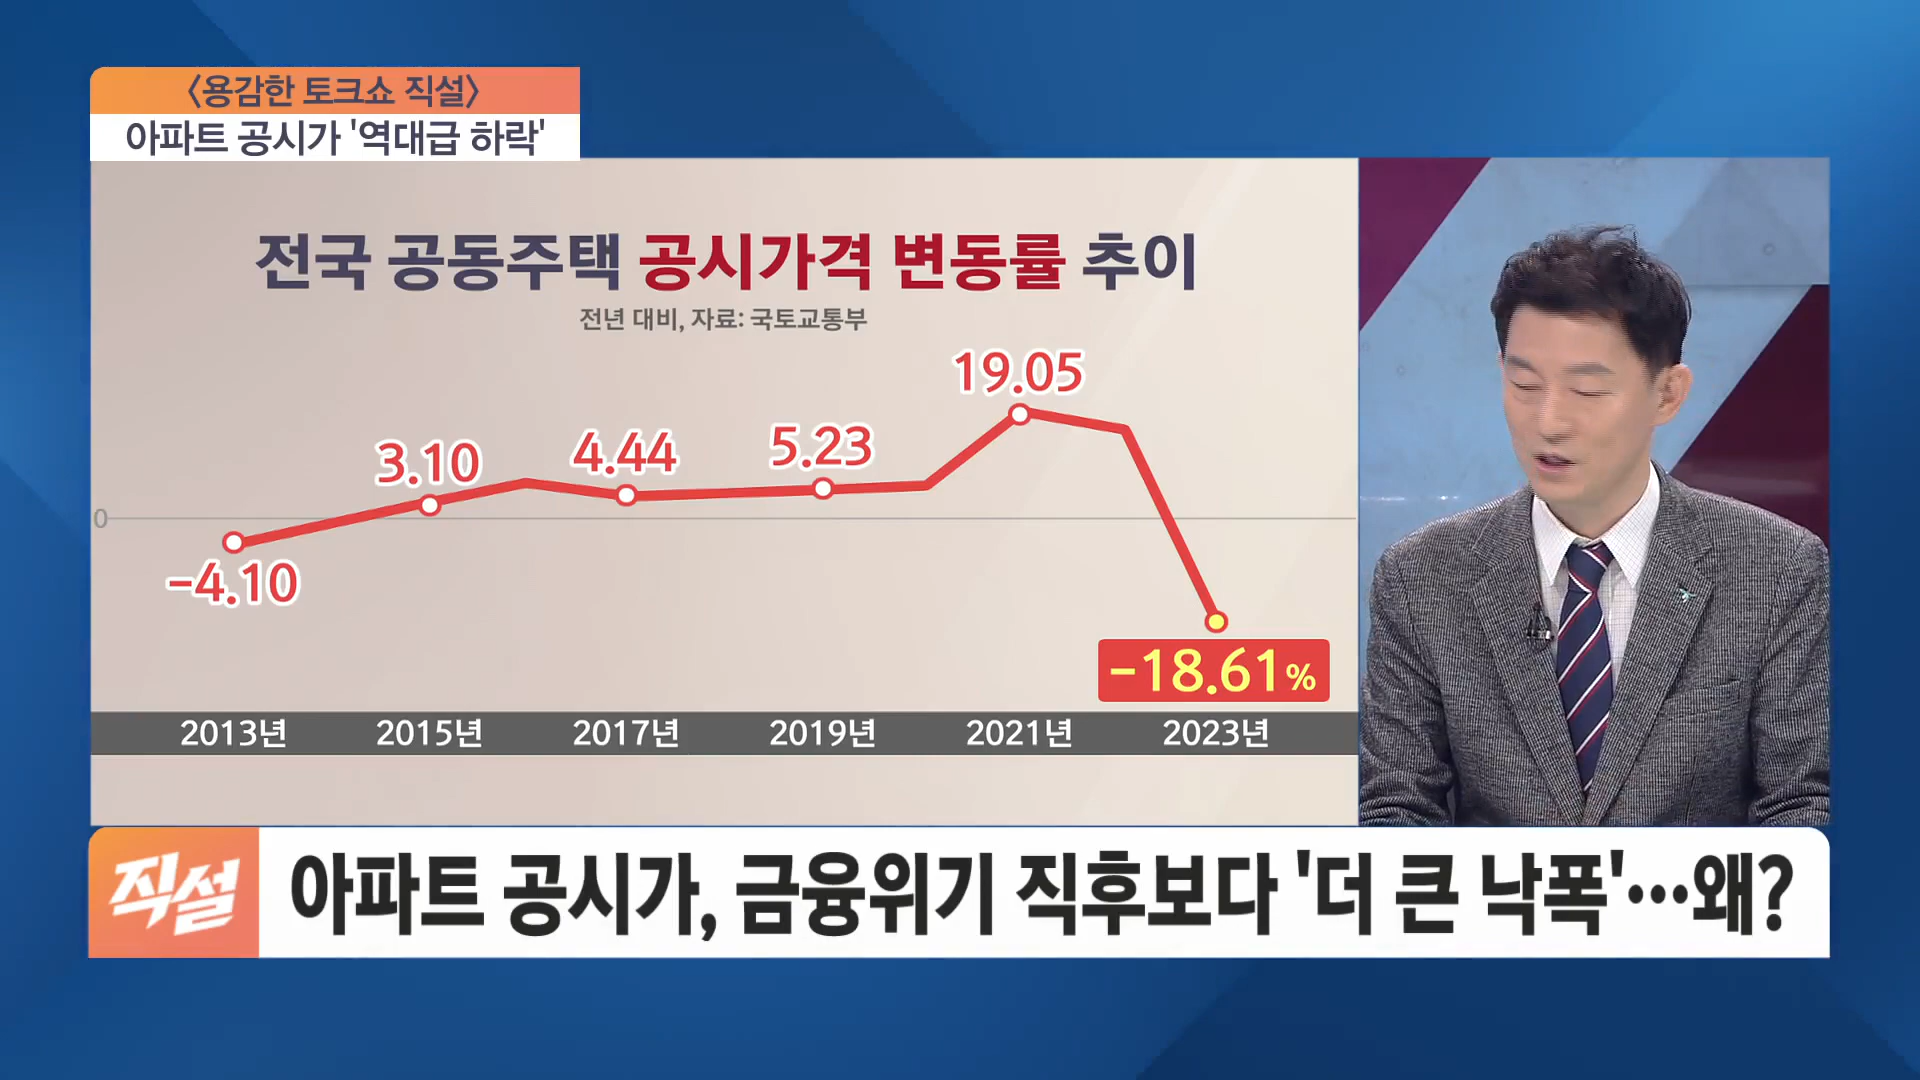 <용감한 토크쇼 직설>
아파트 공시가 '역대급 하락'
전국 공동주택 공시가격 변동률 추이
전년 대비, 자료: 국토교통부
19.05
5.23
4.44
3.10
0
-4.10
-18.61%
2013년 2015년 2017년 2019년 2021년 2023년
직설
아파트 공시가, 금융위기 직후보다 '더 큰 낙폭'…왜?